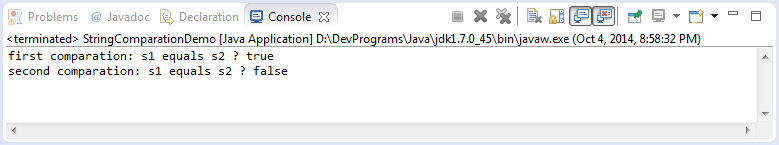 Problems @ Javadoc Declaration Console
<terminated> StringComparationDemo [Java Application] D:\DevPrograms\Java\jdk1.7.0_45\bin\javaw.exe (Oct 4, 2014, 8:58:32 PM)
first comparation: s1 equals s2 ? true
second comparation: s1 equals s2 ? false